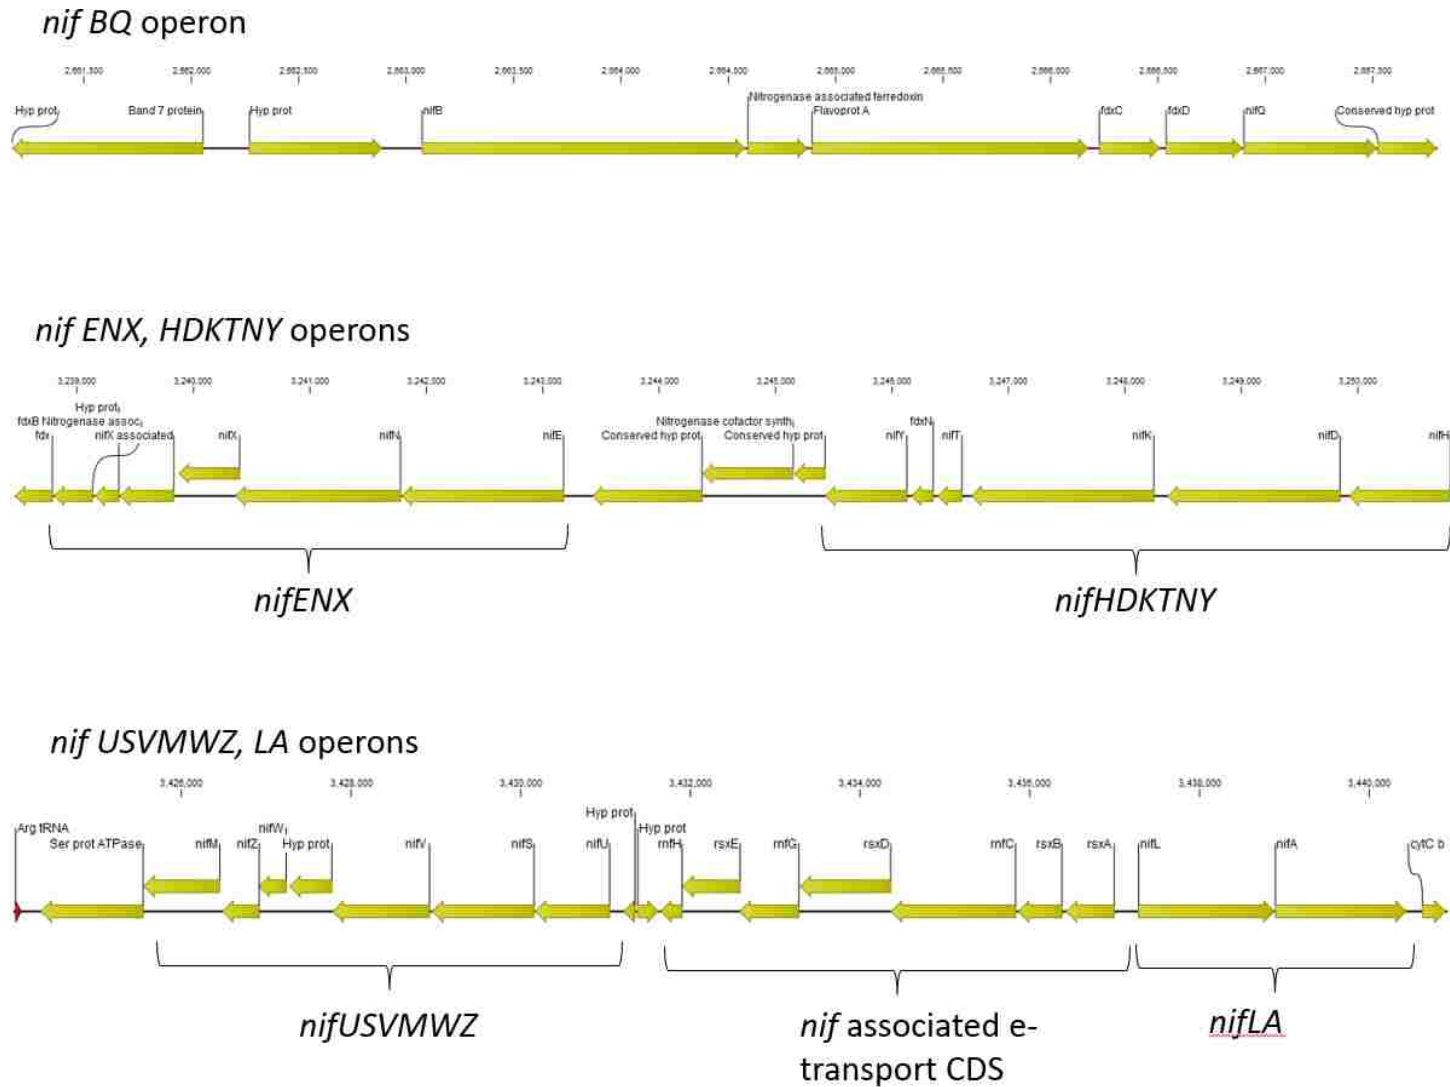 nif BQ operon
2,661,500 2,662,000 2,662,500 2,663,000 2,663,500 2,664,000 2,664,500 2,665,000 2,665,500 2,666,000 2,666,500 2,667,000 2,667,500
Nitrogenase associated ferredoxin
Hyp prot Band 7 protein Hyp prot nifB Flavoprot A fdxC fdxD nifQ Conserved hyp prot
nif ENX, HDKTNY operons
3,239,000 3,240,000 3,241,000 3,242,000 3,243,000 3,244,000 3,245,000 3,246,000 3,247,000 3,248,000 3,249,000 3,250,000
Hyp prot
fdxB Nitrogenase assoc Nitrogenase cofactor synth fdxN
fdx nifX associated nifX nifN nifE Conserved hyp prot Conserved hyp prot nifY nifT nifK nifD nifH
nifENX nifHDKTNY
nif USVMWZ, LA operons
3,426,000 3,428,000 3,430,000 3,432,000 3,434,000 3,436,000 3,438,000 3,440,000
Hyp prot
Arg tRNA nifW Hyp prot
Ser prot ATPase nifM nifZ Hyp prot nifV nifS nifU rnfH rsxE rnfG rsxD rnfC rsxB rsxA nifL nifA cytC b
nifUSVMWZ nif associated e- nifLA
transport CDS